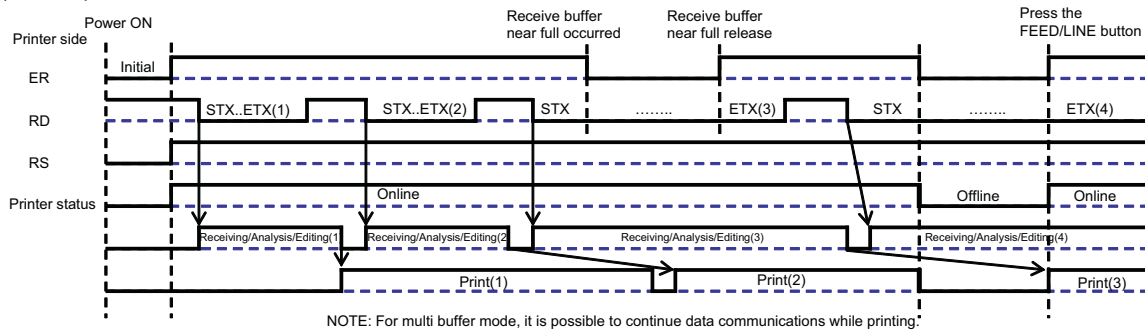 Power ON
Receive buffer
near full occurred
Receive buffer
near full release
Press the
FEED/LINE button
Printer side
Initial
ER
STX..ETX(1)
STX..ETX(2)
STX
........
ETX(3)
STX
........
ETX(4)
RD
RS
Online
Offline
Online
Printer status
Receiving/Analysis/Editing(1
Receiving/Analysis/Editing(2
Receiving/Analysis/Editing(3)
Receiving/Analysis/Editing(4)
Print(1)
Print(2)
Print(3)
NOTE: For multi buffer mode, it is possible to continue data communications while printing.